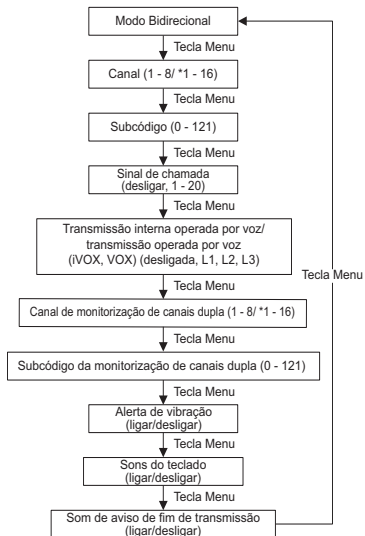 Modo Bidirecional
Tecla Menu
Canal (1 - 8/ *1 - 16)
Tecla Menu
Subcódigo (0 - 121)
Tecla Menu
Sinal de chamada
(desligar, 1 - 20)
Tecla Menu
Transmissão interna operada por voz/
transmissão operada por voz
(iVOX, VOX) (desligada, L1, L2, L3)
Tecla Menu
Tecla Menu
Canal de monitorização de canais dupla (1 - 8/ *1 - 16)
Tecla Menu
Subcódigo da monitorização de canais dupla (0 - 121)
Tecla Menu
Alerta de vibração
(ligar/desligar)
Tecla Menu
Sons do teclado
(ligar/desligar)
Tecla Menu
Som de aviso de fim de transmissão
(ligar/desligar)